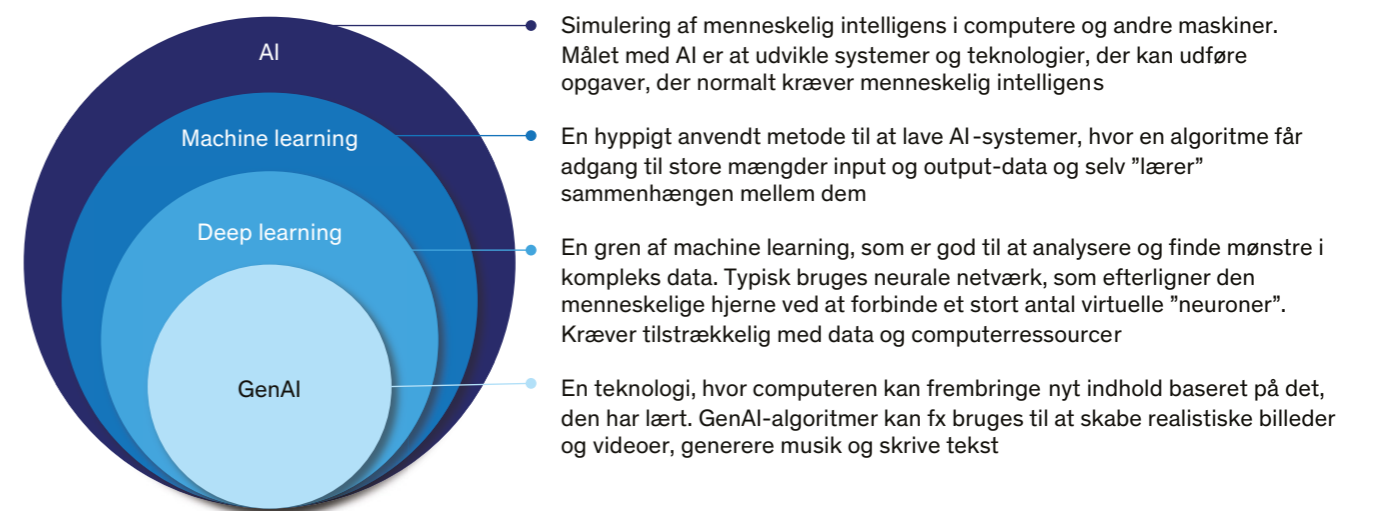 AI
Simulering af menneskelig intelligens i computere og andre maskiner.
Målet med AI er at udvikle systemer og teknologier, der kan udføre
opgaver, der normalt kræver menneskelig intelligens
Machine learning
En hyppigt anvendt metode til at lave AI-systemer, hvor en algoritme får
adgang til store mængder input og output-data og selv ”lærer”
sammenhængen mellem dem
Deep learning
En gren af machine learning, som er god til at analysere og finde mønstre i
kompleks data. Typisk bruges neurale netværk, som efterligner den
menneskelige hjerne ved at forbinde et stort antal virtuelle ”neuroner”.
Kræver tilstrækkelig med data og computerressourcer
GenAI
En teknologi, hvor computeren kan frembringe nyt indhold baseret på det,
den har lært. GenAI-algoritmer kan fx bruges til at skabe realistiske billeder
og videoer, generere musik og skrive tekst